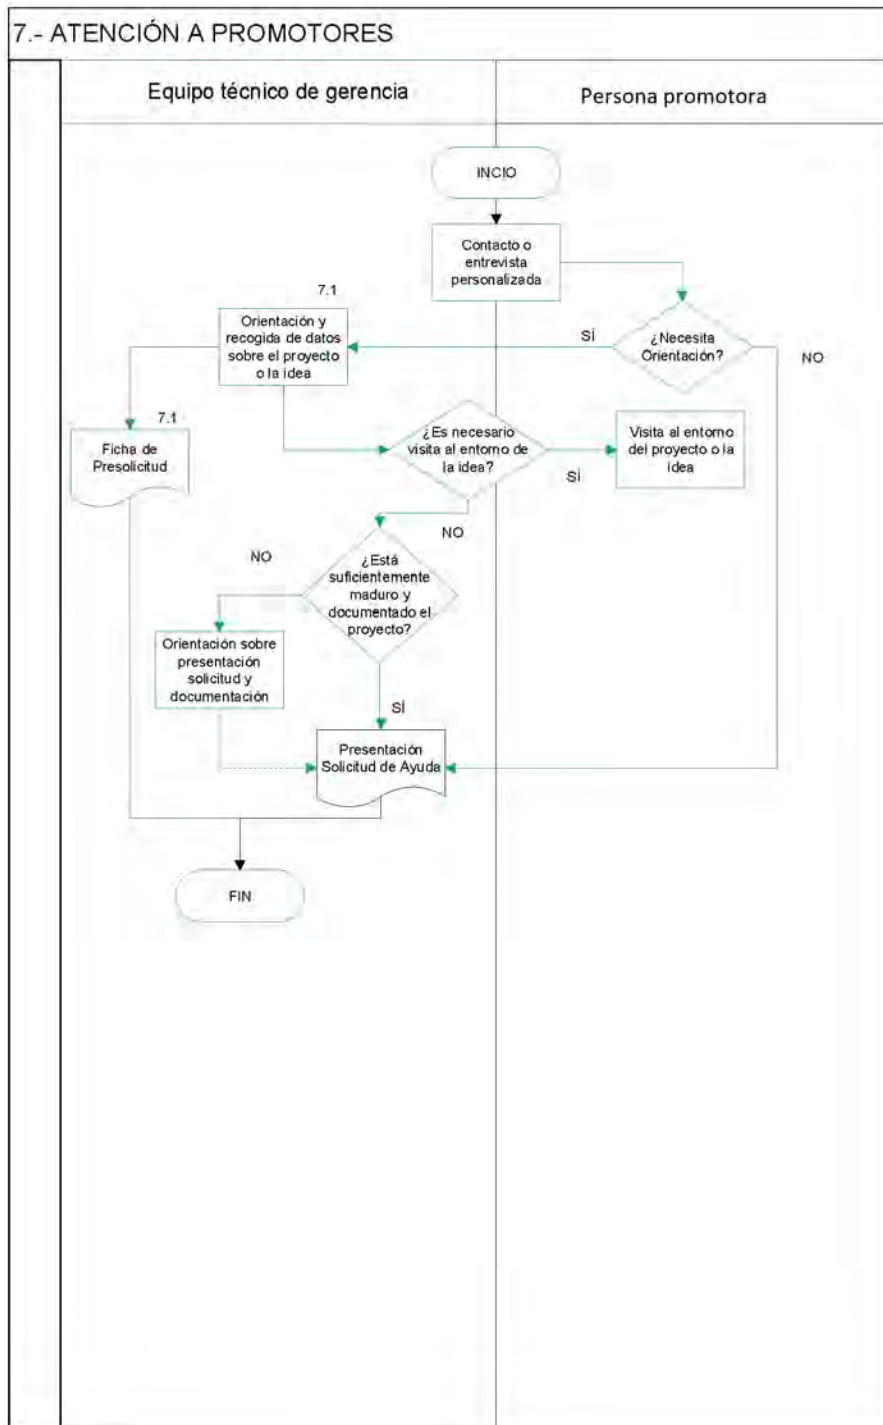 7.- ATENCIÓN A PROMOTORES
Equipo técnico de gerencia
Persona promotora
INCIO
Contacto o
entrevista
personalizada
7.1
Orientación y
recogida de datos
sobre el proyecto
o la idea
SÍ
¿Necesita
Orientación?
NO
7.1
Ficha de
Presolicitud
¿Es necesario
visita al entorno de
la idea?
SÍ
Visita al entorno
del proyecto o la
idea
NO
NO
¿Está
suficientemente
maduro y
documentado el
proyecto?
Orientación sobre
presentación
solicitud y
documentación
SÍ
Presentación
Solicitud de Ayuda
FIN